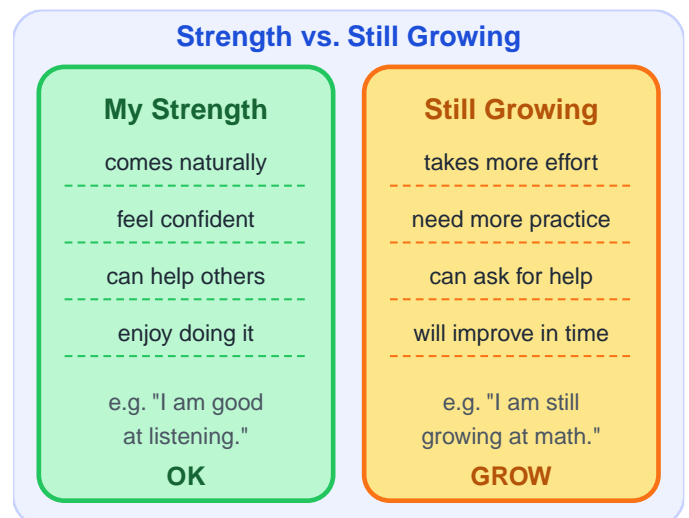 Strength vs. Still Growing
My Strength
comes naturally
feel confident
can help others
enjoy doing it
e.g. "I am good
at listening."
OK
Still Growing
takes more effort
need more practice
can ask for help
will improve in time
e.g. "I am still
growing at math."
GROW